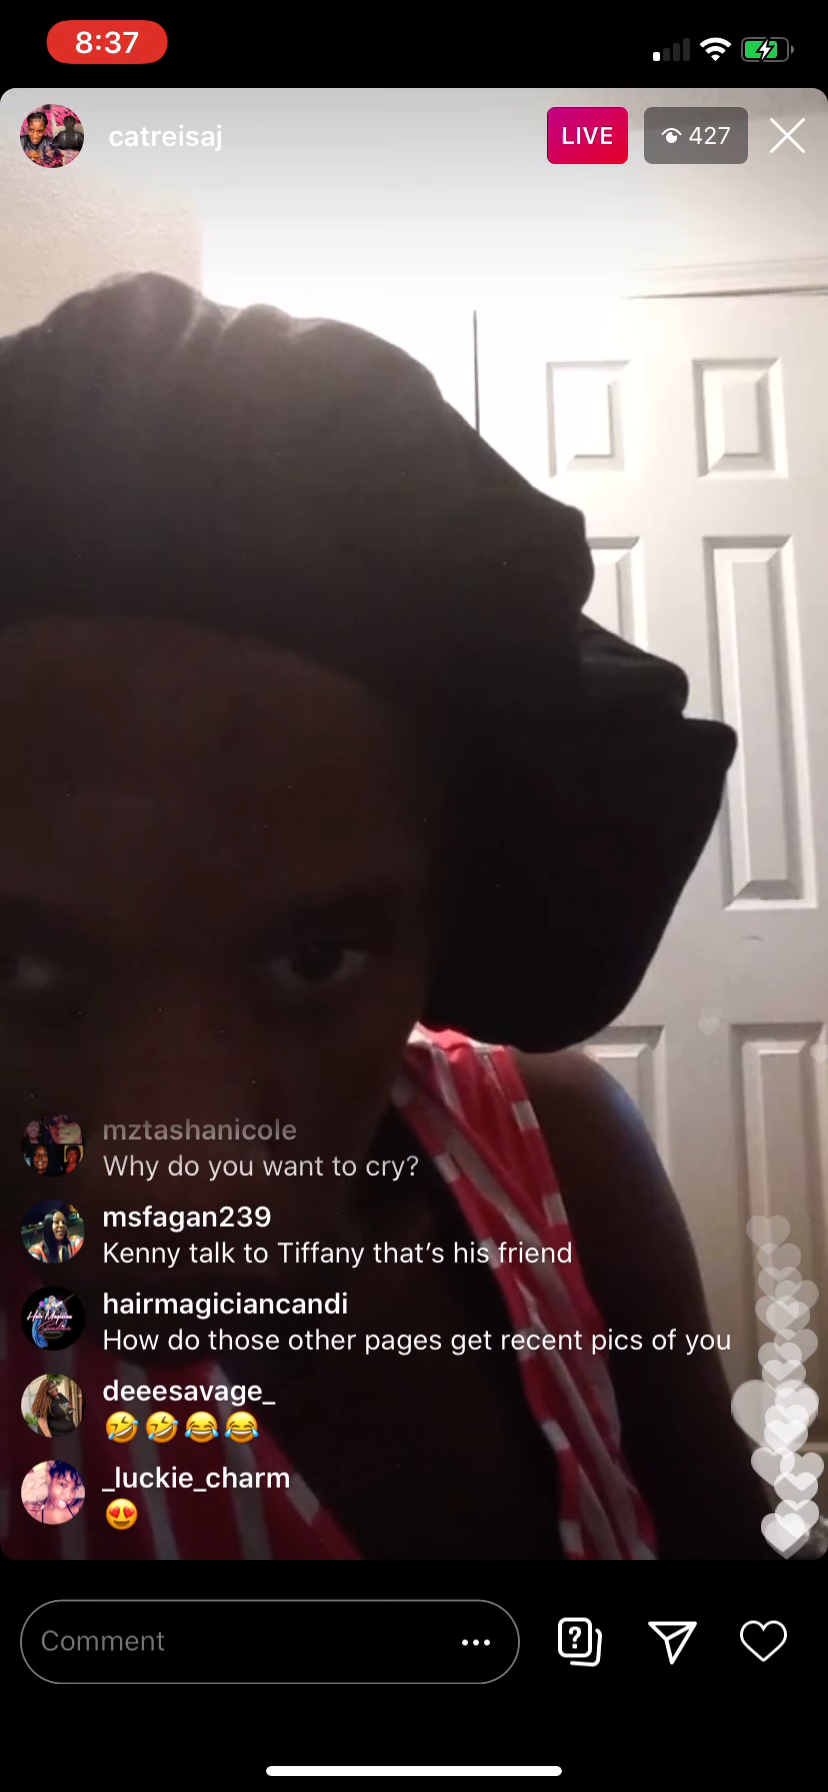 8:37
catreisaj
LIVE
427
mztashanicole
Why do you want to cry?
msfagan239
Kenny talk to Tiffany that's his friend
hairmagiciancandi
How do those other pages get recent pics of you
deeesavage_
🤣🤣😂😂
_luckie_charm
😍
Comment